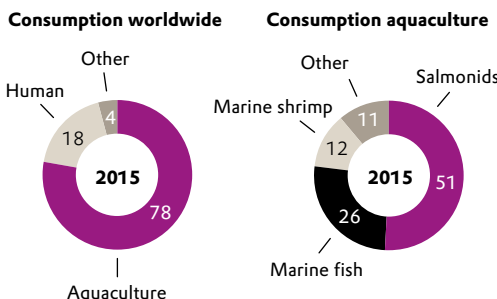 Consumption worldwide
Other
Human
4
18
2015
78
Aquaculture
Consumption aquaculture
Other
Salmonids
Marine shrimp
11
12
2015
51
26
Marine fish